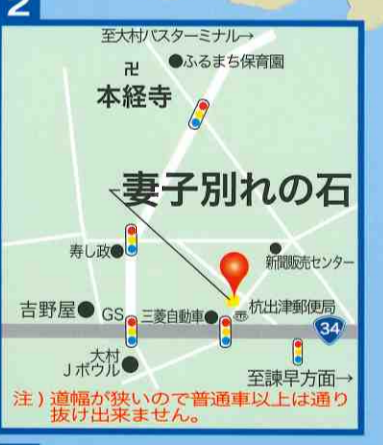 2
至大村バスターミナル→
卍
ふるまち保育園
本経寺
妻子別れの石
寿し政
新聞販売センター
吉野屋
GS
三菱自動車
杭出津郵便局
34
大村
Jボウル
至諫早方面→
注）道幅が狭いので普通車以上は通り
抜け出来ません。